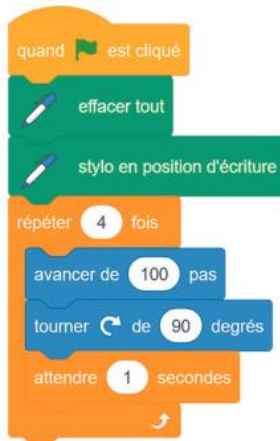 quand est cliqué
effacer tout
stylo en position d'écriture
répéter 4 fois
avancer de 100 pas
tourner de 90 degrés
attendre 1 secondes